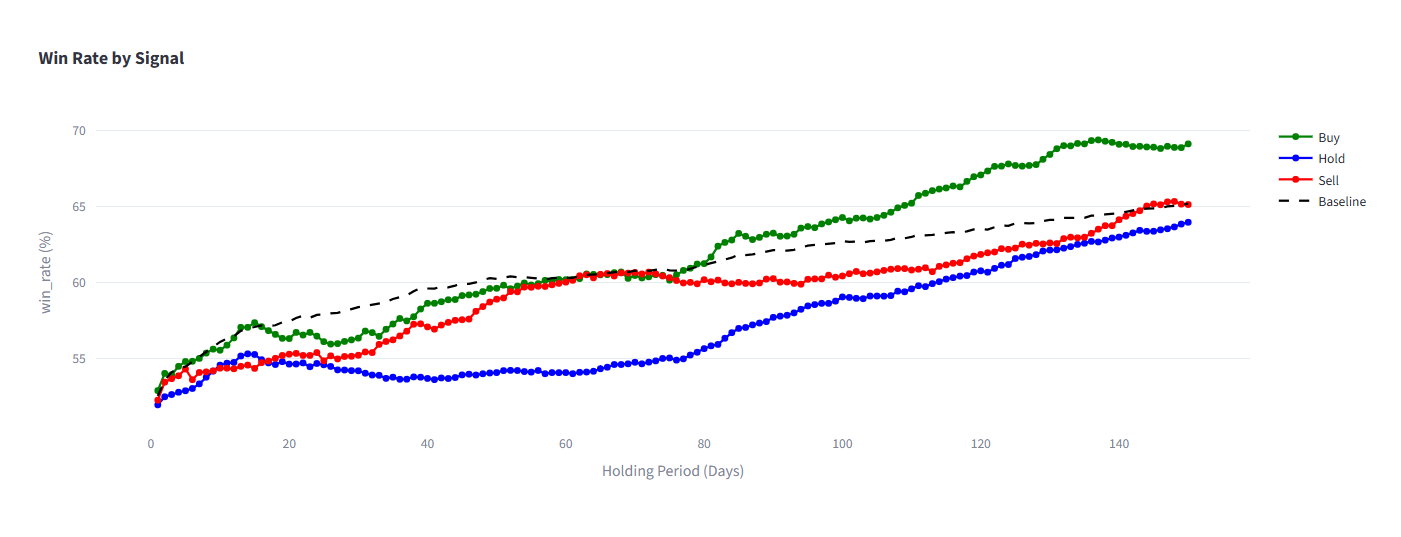 Win Rate by Signal
70
65
60
55
win_rate (%)
0 20 40 60 80 100 120 140
Holding Period (Days)
Buy
Hold
Sell
Baseline